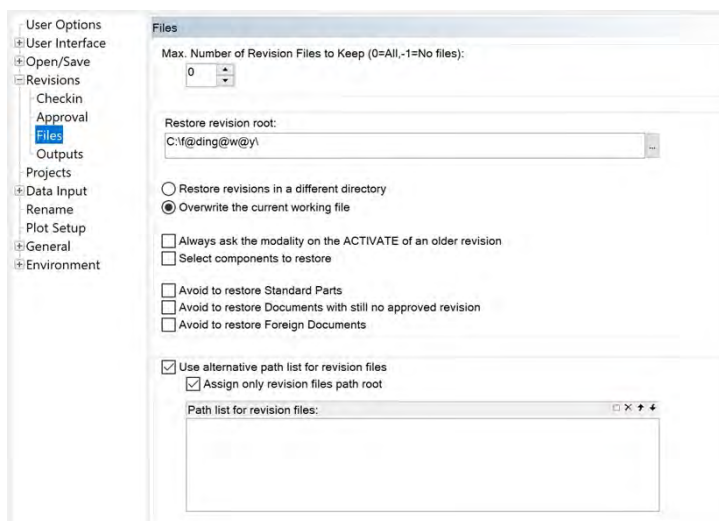 User Options
User Interface
Open/Save
Revisions
Checkin
Approval
Files
Outputs
Projects
Data Input
Rename
Plot Setup
General
Environment
Files
Max. Number of Revision Files to Keep (0=All,-1=No files):
0
Restore revision root:
C:\f@ding@w@y\
...
Restore revisions in a different directory
Overwrite the current working file
Always ask the modality on the ACTIVATE of an older revision
Select components to restore
Avoid to restore Standard Parts
Avoid to restore Documents with still no approved revision
Avoid to restore Foreign Documents
Use alternative path list for revision files
Assign only revision files path root
Path list for revision files: